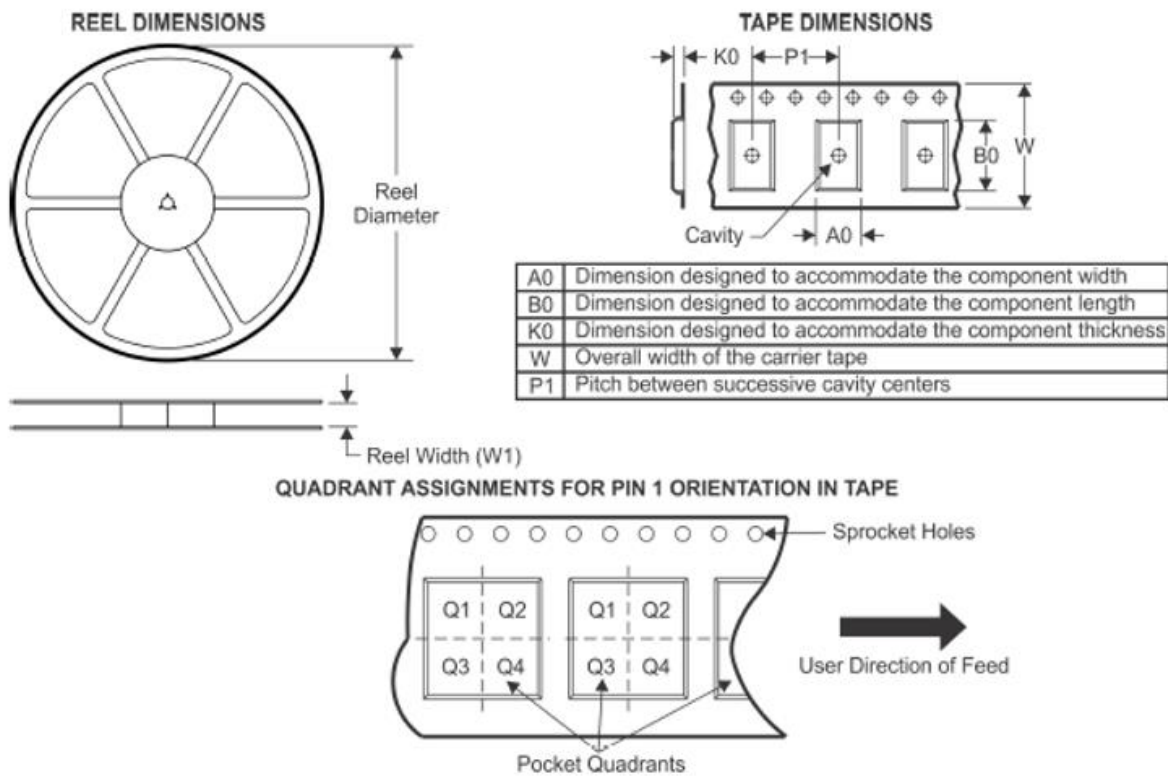 REEL DIMENSIONS
Reel
Diameter
Reel Width (W1)
TAPE DIMENSIONS
K0
P1
B0
W
Cavity
A0
A0 Dimension designed to accommodate the component width
B0 Dimension designed to accommodate the component length
K0 Dimension designed to accommodate the component thickness
W Overall width of the carrier tape
P1 Pitch between successive cavity centers
QUADRANT ASSIGNMENTS FOR PIN 1 ORIENTATION IN TAPE
Sprocket Holes
Q1 Q2 Q1 Q2
Q3 Q4 Q3 Q4
User Direction of Feed
Pocket Quadrants